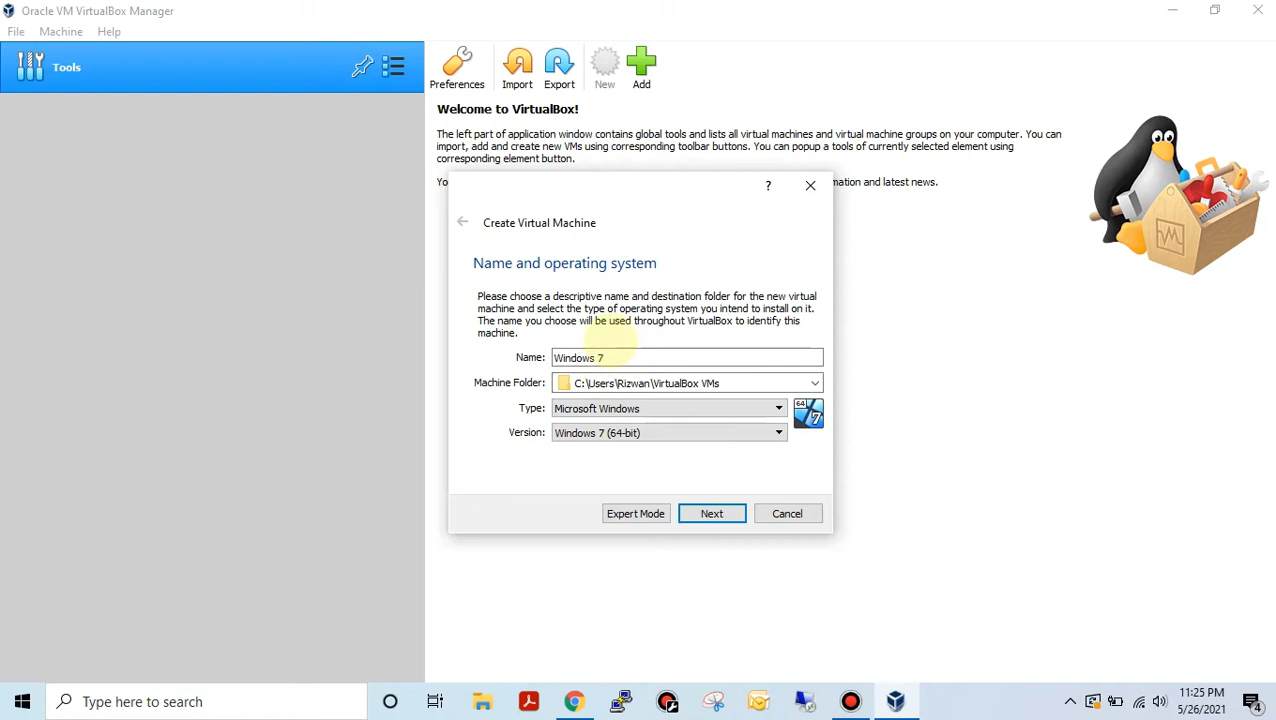 Oracle VM VirtualBox Manager
File Machine Help
Tools
Preferences Import Export New Add
Welcome to VirtualBox!
The left part of application window contains global tools and lists all virtual machines and virtual machine groups on your computer. You can
import, add and create new VMs using corresponding toolbar buttons. You can popup a tools of currently selected element using
corresponding element button.
Yo mation and latest news.
?
Create Virtual Machine
Name and operating system
Please choose a descriptive name and destination folder for the new virtual
machine and select the type of operating system you intend to install on it.
The name you choose will be used throughout VirtualBox to identify this
machine.
Name: Windows 7
Machine Folder: C:\Users\Rizwan\VirtualBox VMs
Type: Microsoft Windows
64
7
Version: Windows 7 (64-bit)
Expert Mode Next Cancel
Type here to search
11:25 PM
5/26/2021
4